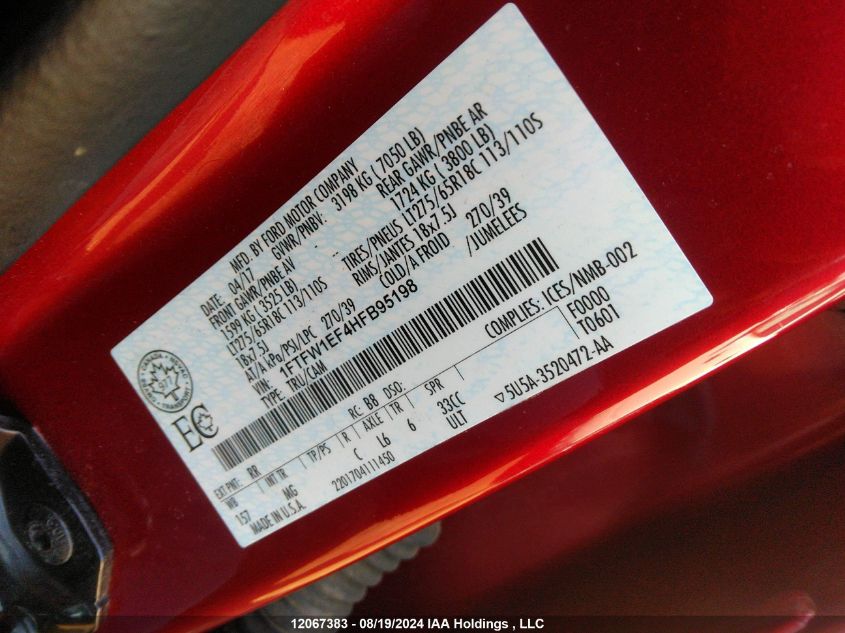 MFD. BY FORD MOTOR COMPANY
DATE: 04/17 GVWR/PNBV: 3198 KG ( 7050 LB)
FRONT GAWR/PNBE AV REAR GAWR/PNBE AR
1599 KG ( 3525 LB) 1724 KG ( 3800 LB)
LT275/65R18C 113/110S TIRES/PNEUS LT275/65R18C 113/110S
18x7.5J RIMS/JANTES 18x7.5J
AT/A kPa/PSI/LPC 270/39 COLD/A FROID 270/39
VIN: 1FTFW1EF4HFB95198 /JUMELEES
TYPE: TRU/CAM
COMPLIES: ICES/NMB-002
F0000
T0601
CANADA
977
EC
EXT PNT: RR RC: B8 DSO:
WB INT TR TP/PS R AXLE TR SPR
157 MG C L6 6 33CC
ULT
MADE IN U.S.A. 2201704111450
▽5U5A-3520472-AA
12067383 - 08/19/2024 IAA Holdings , LLC